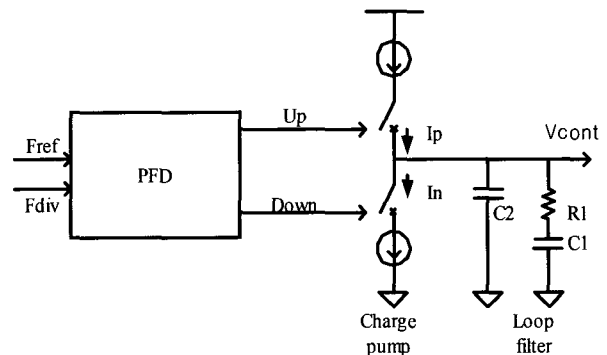 Up
Ip
Vcont
Fref
PFD
Fdiv
In
Down
C2
R1
C1
Charge
pump
Loop
filter